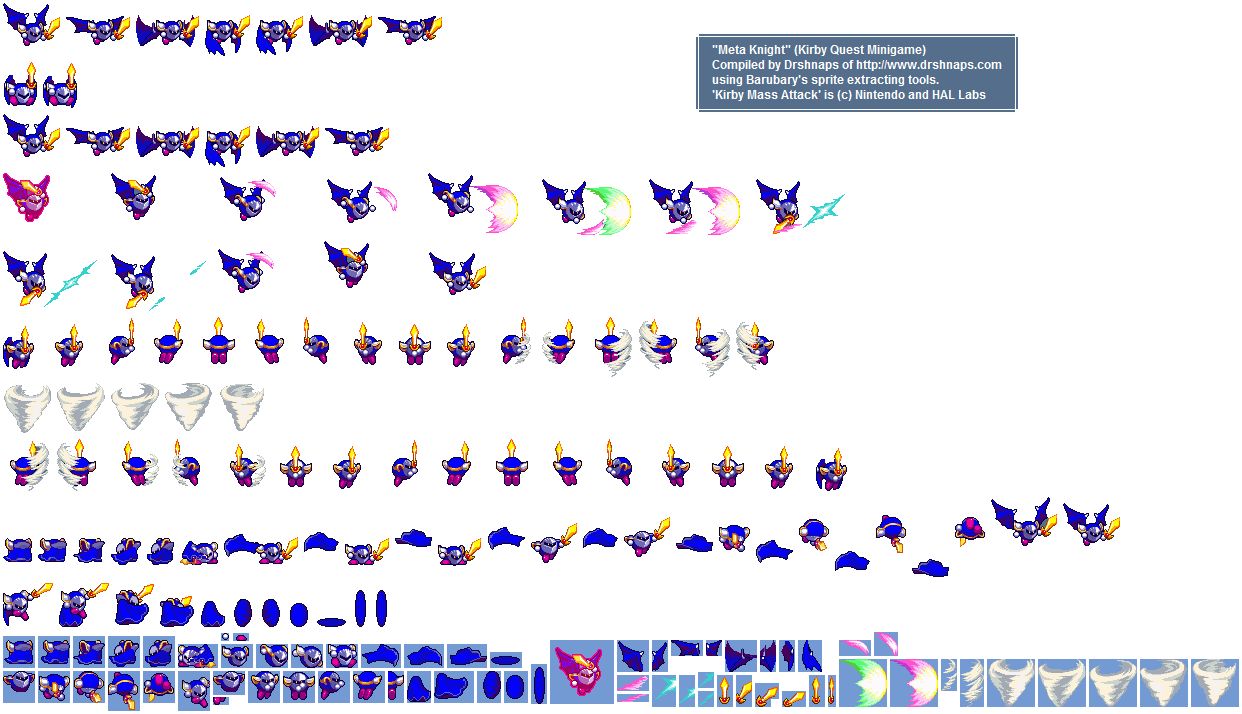 "Meta Knight" (Kirby Quest Minigame)
Compiled by Drshnaps of http://www.drshnaps.com
using Barubary's sprite extracting tools.
'Kirby Mass Attack' is (c) Nintendo and HAL Labs